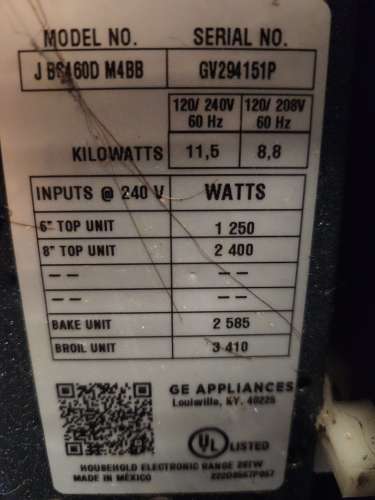 MODEL NO. SERIAL NO.
J BS460D M4BB GV294151P
120/ 240V 120/ 208V
60 Hz 60 Hz
KILOWATTS 11,5 8,8
INPUTS @ 240 V WATTS
6" TOP UNIT 1 250
8" TOP UNIT 2 400
-- --
-- --
BAKE UNIT 2 585
BROIL UNIT 3 410
GE APPLIANCES
Louisville, KY, 40225
UL LISTED
HOUSEHOLD ELECTRONIC RANGE
MADE IN MEXICO